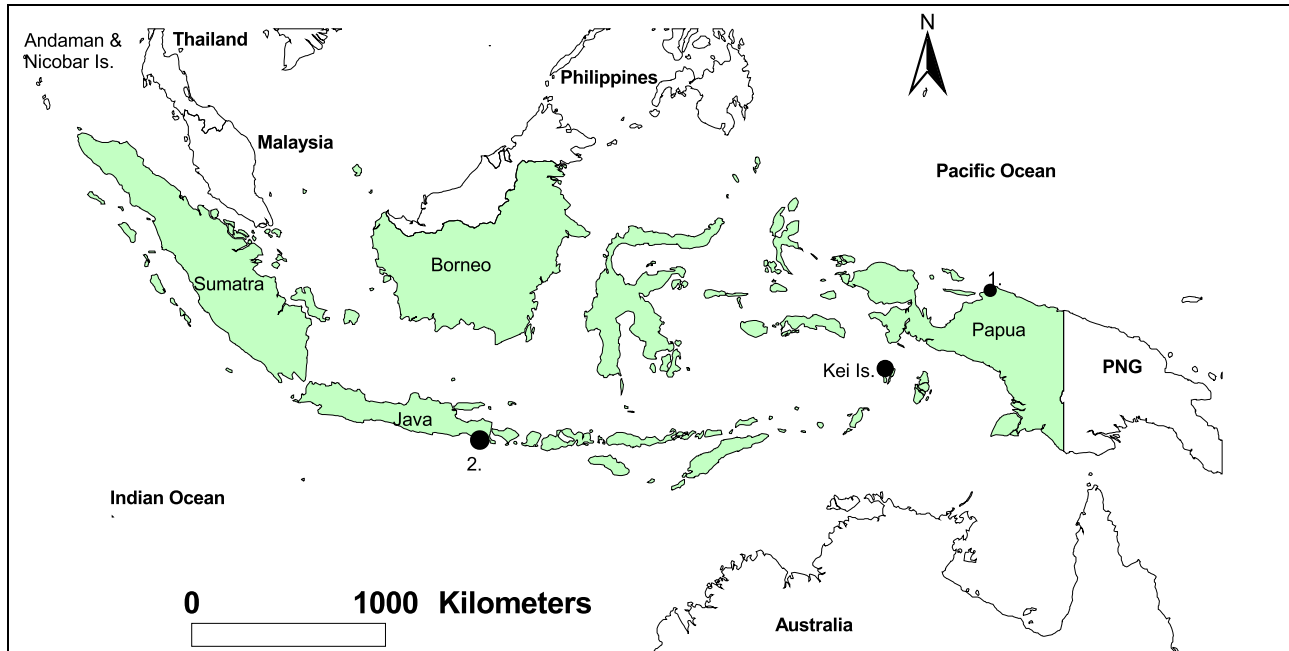 N
Andaman &
Nicobar Is.
Thailand
Philippines
Malaysia
Pacific Ocean
Borneo
Sumatra
1.
Papua
PNG
Kei Is.
Java
2.
Indian Ocean
0 1000 Kilometers
Australia